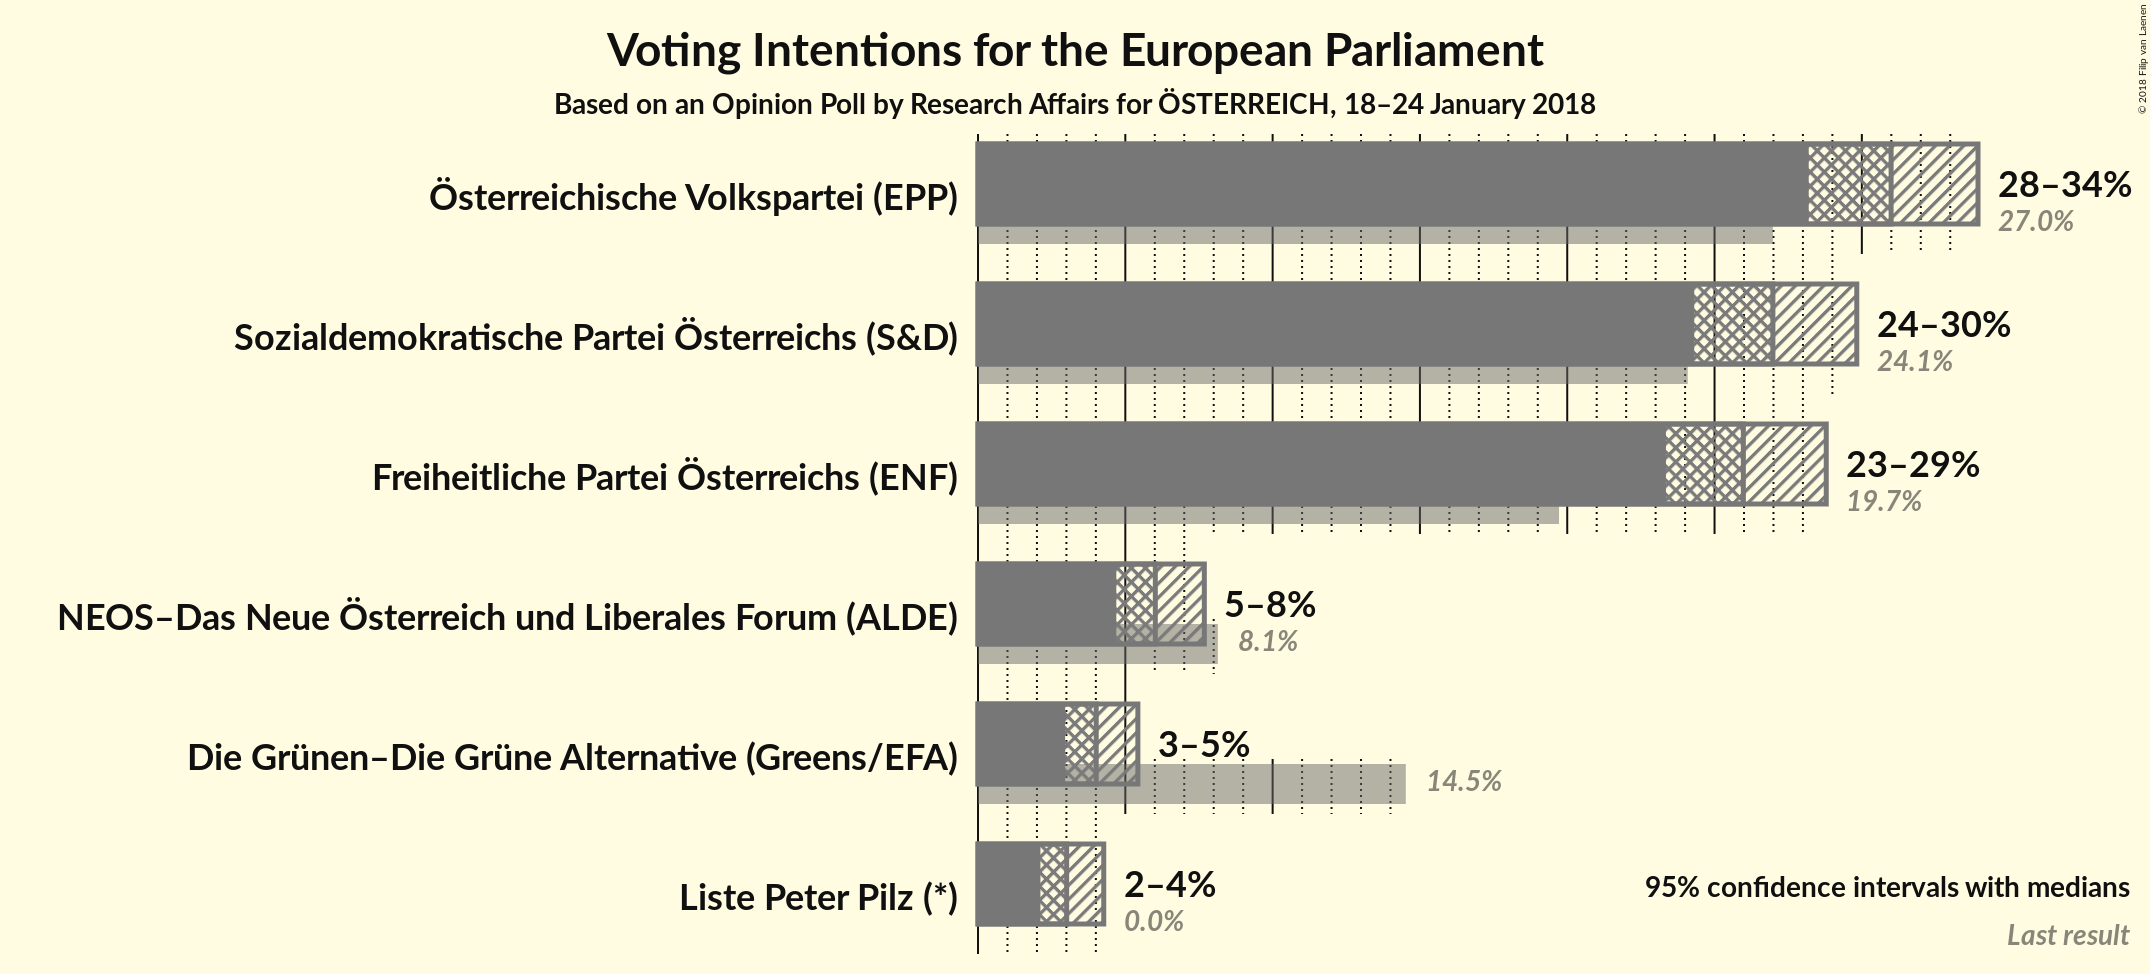 Voting Intentions for the European Parliament
Based on an Opinion Poll by Research Affairs for ÖSTERREICH, 18–24 January 2018
© 2018 Filip van Laenen
Österreichische Volkspartei (EPP)
28–34%
27.0%
Sozialdemokratische Partei Österreichs (S&D)
24–30%
24.1%
Freiheitliche Partei Österreichs (ENF)
23–29%
19.7%
NEOS–Das Neue Österreich und Liberales Forum (ALDE)
5–8%
8.1%
Die Grünen–Die Grüne Alternative (Greens/EFA)
3–5%
14.5%
Liste Peter Pilz (*)
2–4%
0.0%
95% confidence intervals with medians
Last result